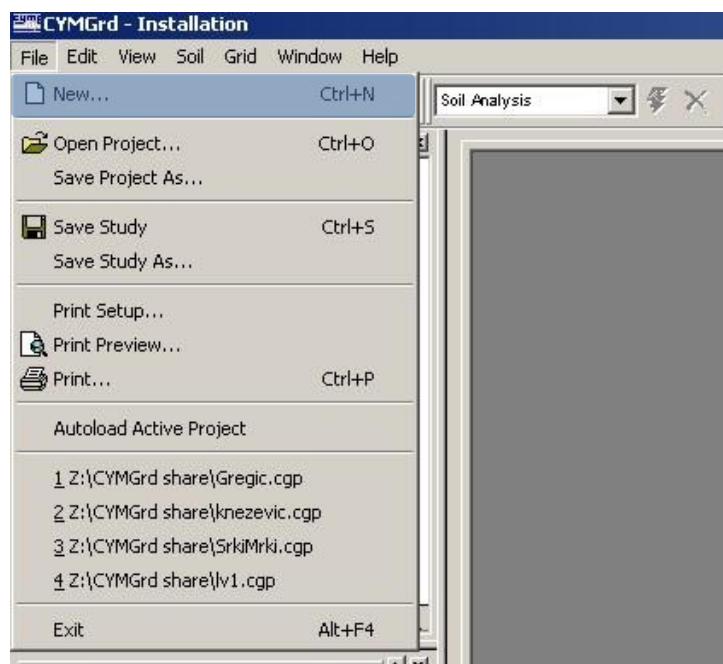 CYMGrd - Installation
File Edit View Soil Grid Window Help
New... Ctrl+N
Soil Analysis
Open Project... Ctrl+O
Save Project As...
Save Study Ctrl+S
Save Study As...
Print Setup...
Print Preview...
Print... Ctrl+P
Autoload Active Project
1 Z:\CYMGrd share\Gregic.cgp
2 Z:\CYMGrd share\knezevic.cgp
3 Z:\CYMGrd share\SrkiMrki.cgp
4 Z:\CYMGrd share\lv1.cgp
Exit Alt+F4